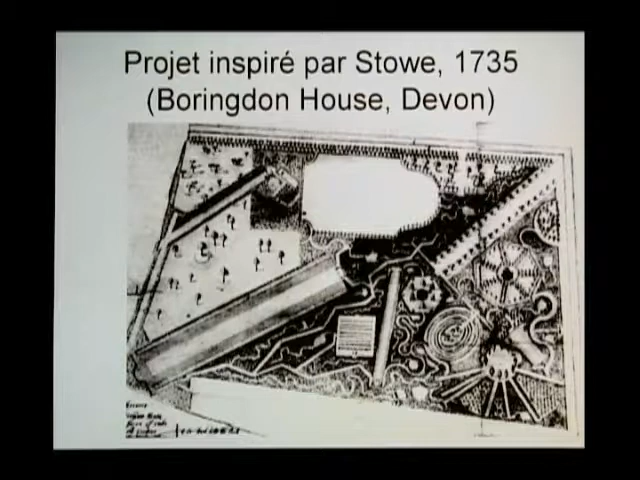 Projet inspiré par Stowe, 1735
(Boringdon House, Devon)